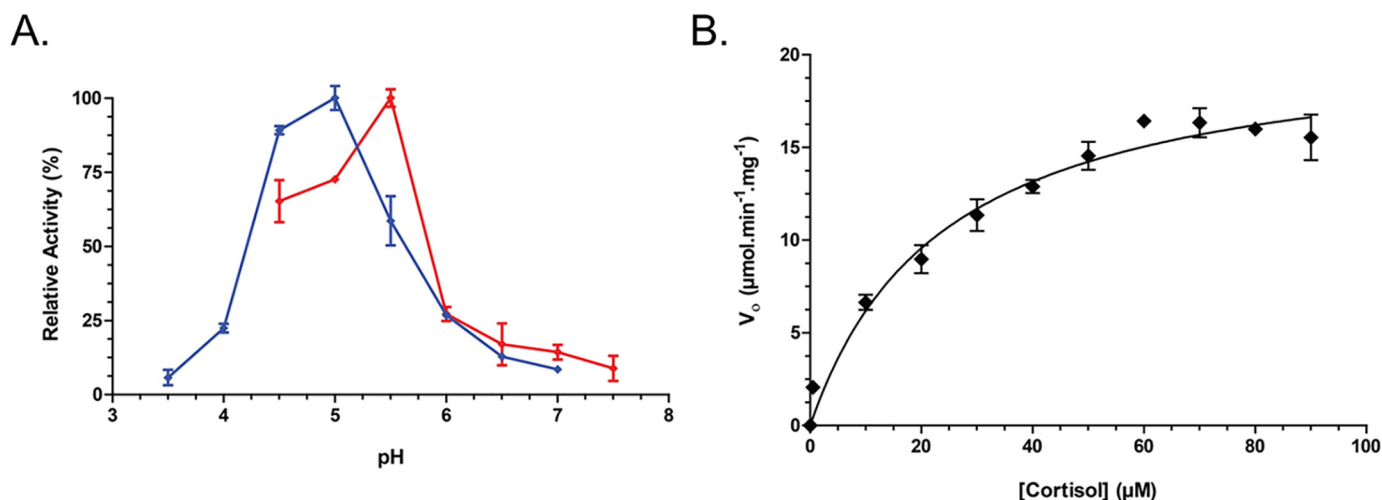 A.
Relative Activity (%)
100
75
50
25
0
3 4 5 6 7 8
pH
B.
Vₒ (µmol.min⁻¹.mg⁻¹)
20
15
10
5
0
0 20 40 60 80 100
[Cortisol] (µM)